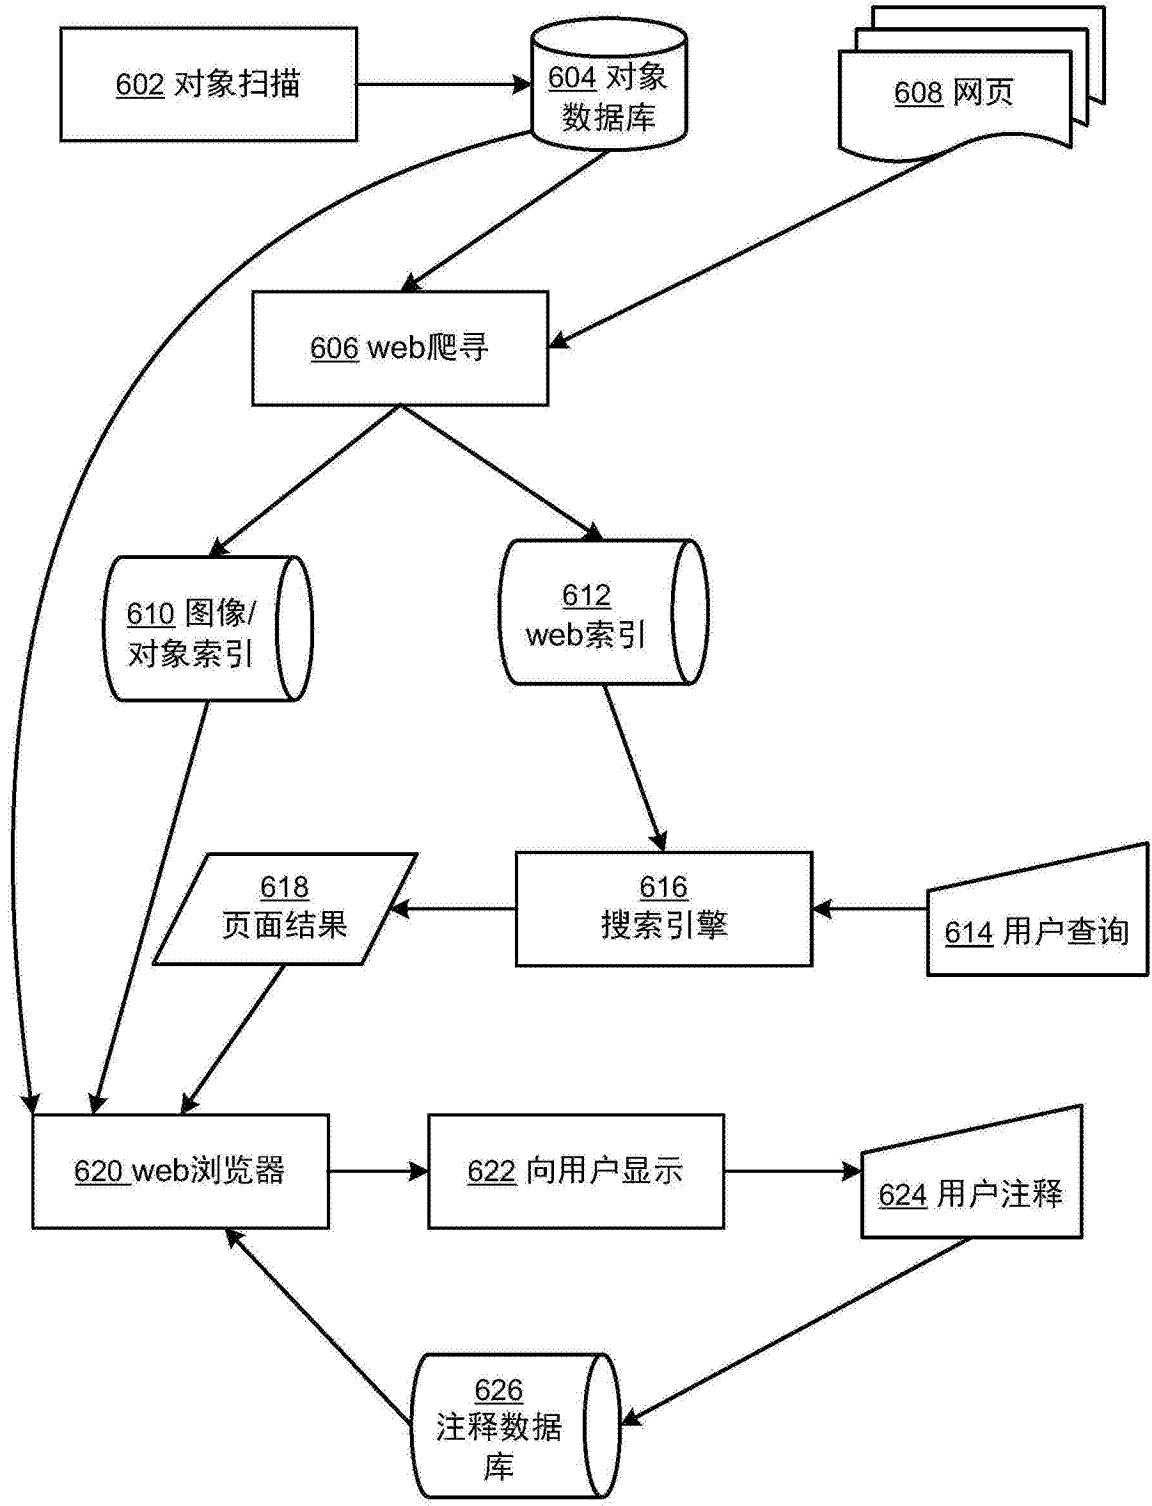 602 对象扫描
604 对象
数据库
608 网页
606 web爬寻
610 图像/
对象索引
612
web索引
618
页面结果
616
搜索引擎
614 用户查询
620 web浏览器
622 向用户显示
624 用户注释
626
注释数据
库